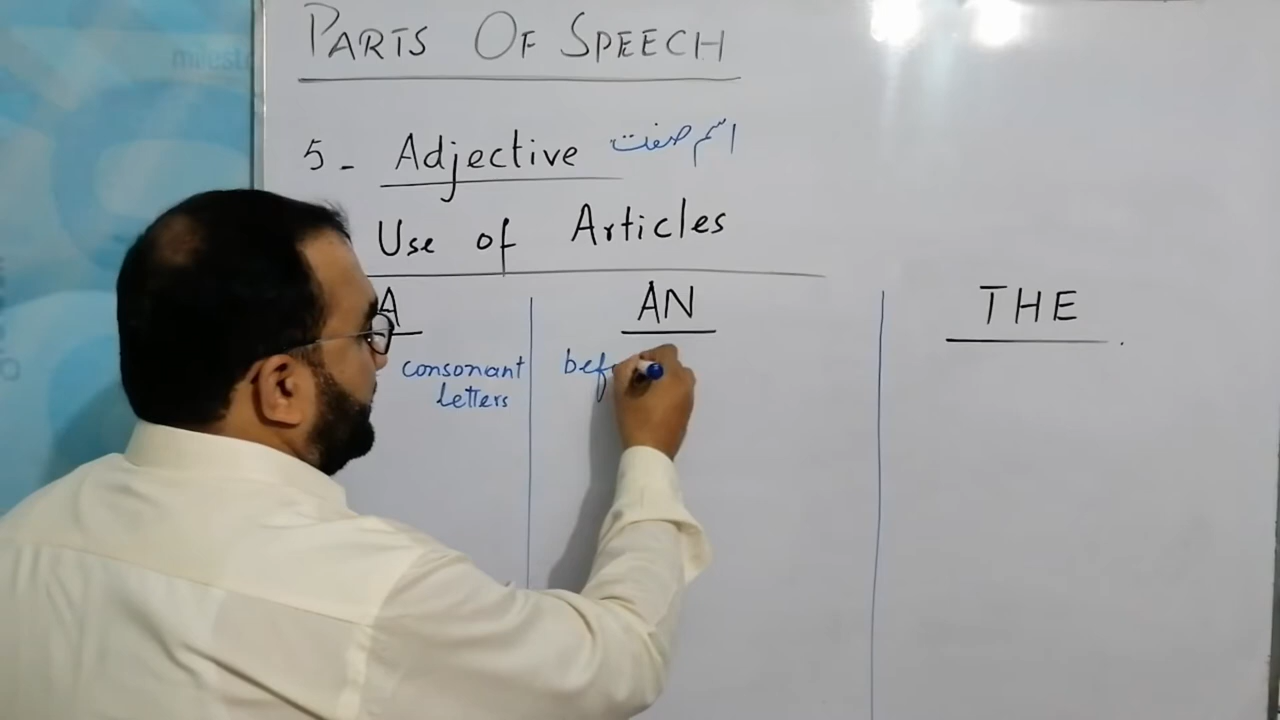 PARTS OF SPEECH
5 - Adjective اسم صفت
Use of Articles
A
consonant
letters
AN
bef
THE